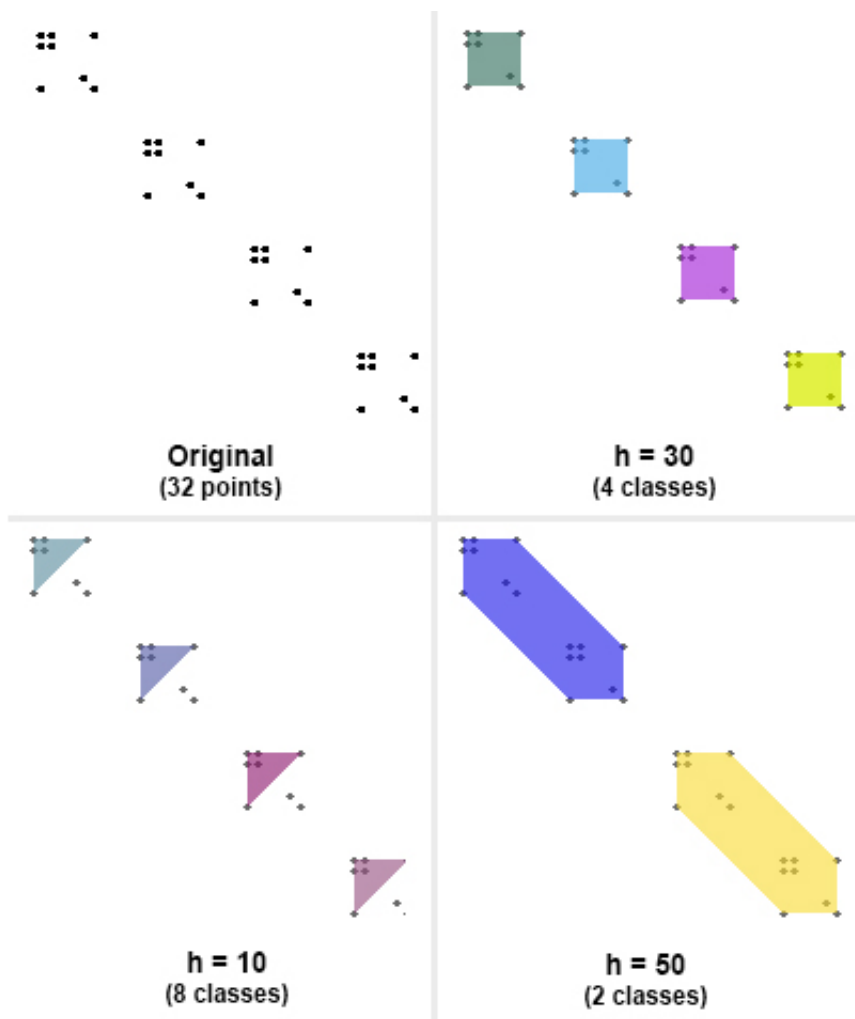 Original
(32 points)
h = 30
(4 classes)
h = 10
(8 classes)
h = 50
(2 classes)